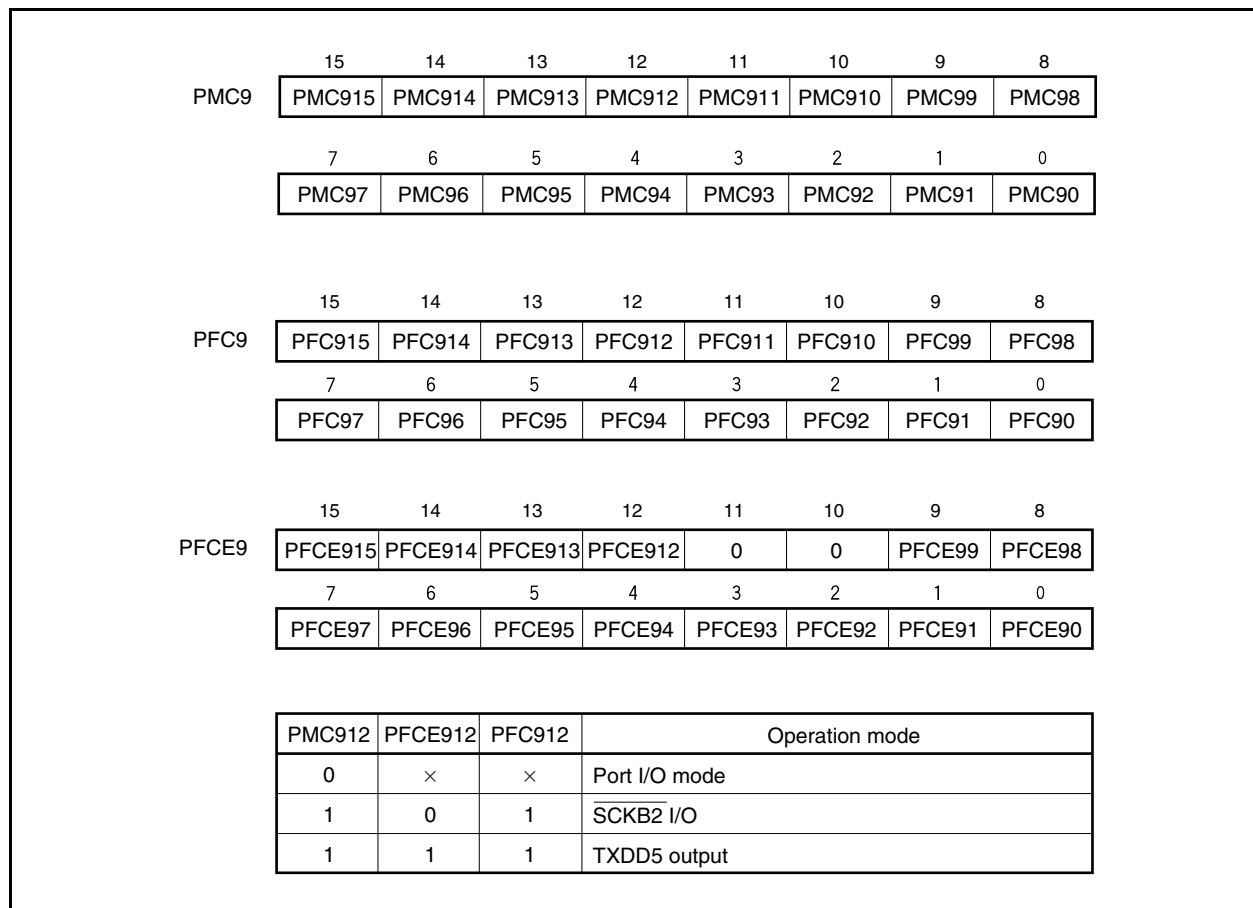 15 14 13 12 11 10 9 8
PMC9 PMC915 PMC914 PMC913 PMC912 PMC911 PMC910 PMC99 PMC98
7 6 5 4 3 2 1 0
PMC97 PMC96 PMC95 PMC94 PMC93 PMC92 PMC91 PMC90
15 14 13 12 11 10 9 8
PFC9 PFC915 PFC914 PFC913 PFC912 PFC911 PFC910 PFC99 PFC98
7 6 5 4 3 2 1 0
PFC97 PFC96 PFC95 PFC94 PFC93 PFC92 PFC91 PFC90
15 14 13 12 11 10 9 8
PFCE9 PFCE915 PFCE914 PFCE913 PFCE912 0 0 PFCE99 PFCE98
7 6 5 4 3 2 1 0
PFCE97 PFCE96 PFCE95 PFCE94 PFCE93 PFCE92 PFCE91 PFCE90
PMC912 PFCE912 PFC912 Operation mode
0 × × Port I/O mode
1 0 1 S̅C̅K̅B̅2̅ I/O
1 1 1 TXDD5 output